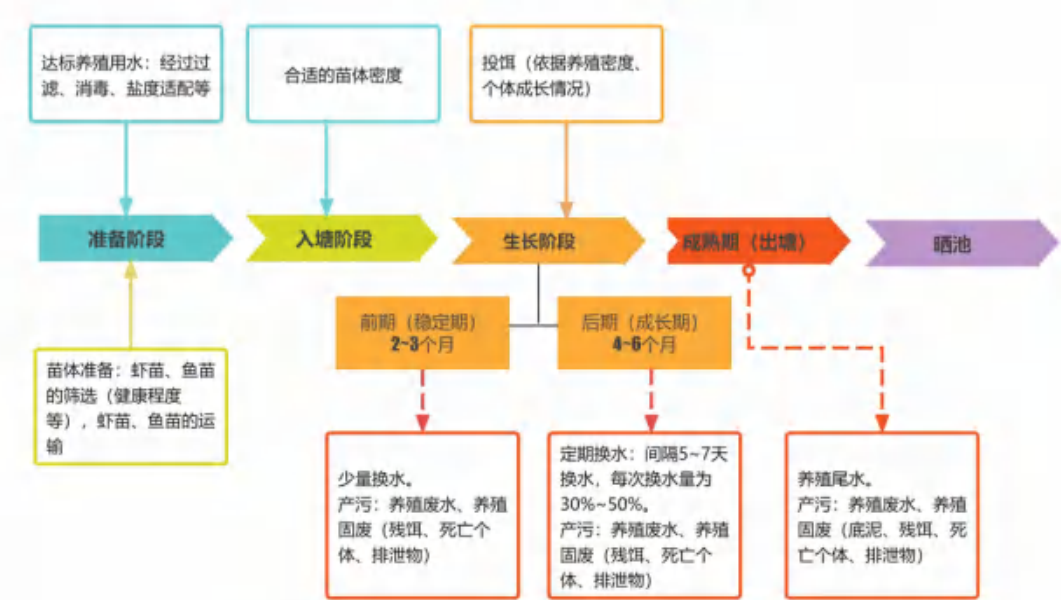 达标养殖用水：经过过
滤、消毒、盐度适配等
合适的苗体密度
投饵（依据养殖密度、
个体成长情况）
准备阶段
入塘阶段
生长阶段
成熟期（出塘）
晒池
前期（稳定期）
2~3个月
后期（成长期）
4~6个月
苗体准备：虾苗、鱼苗
的筛选（健康程度
等），虾苗、鱼苗的运
输
少量换水。
产污：养殖废水、养殖
固废（残饵、死亡个
体、排泄物）
定期换水：间隔5~7天
换水，每次换水量为
30%~50%。
产污：养殖废水、养殖
固废（残饵、死亡个
体、排泄物）
养殖尾水。
产污：养殖废水、养殖
固废（底泥、残饵、死
亡个体、排泄物）